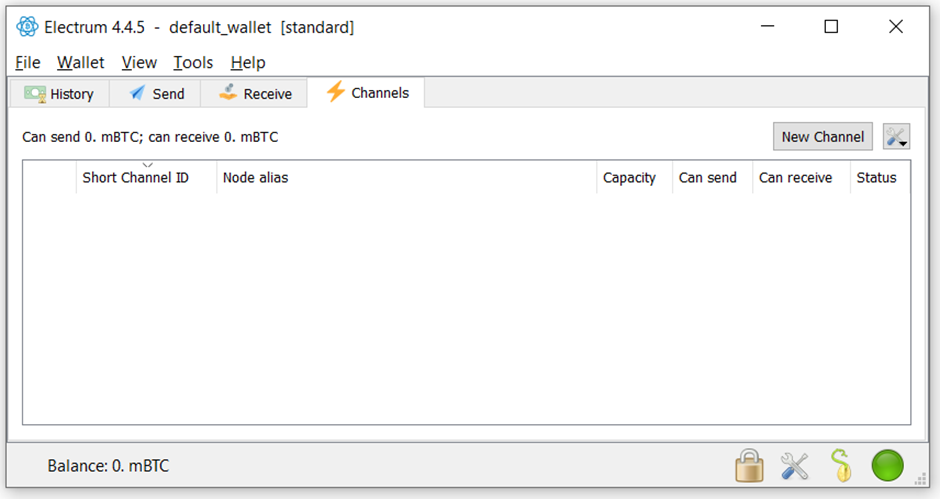 Electrum 4.4.5 - default_wallet [standard]
File Wallet View Tools Help
History Send Receive Channels
Can send 0. mBTC; can receive 0. mBTC New Channel
Short Channel ID Node alias Capacity Can send Can receive Status
Balance: 0. mBTC